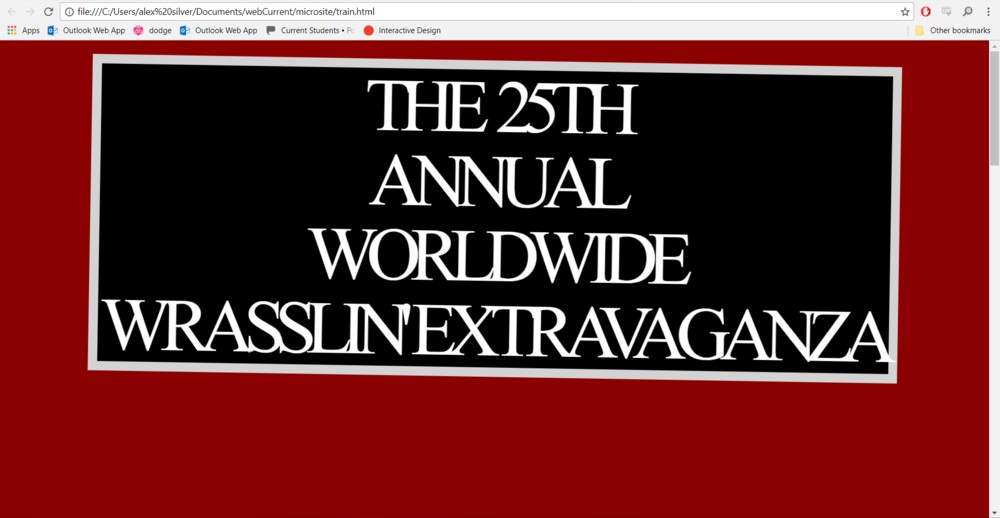 file:///C:/Users/alex%20silver/Documents/webCurrent/microsite/train.html
Apps Outlook Web App dodge Outlook Web App Current Students • Interactive Design Other bookmarks
THE 25TH
ANNUAL
WORLDWIDE
WRASSLIN' EXTRAVAGANZA